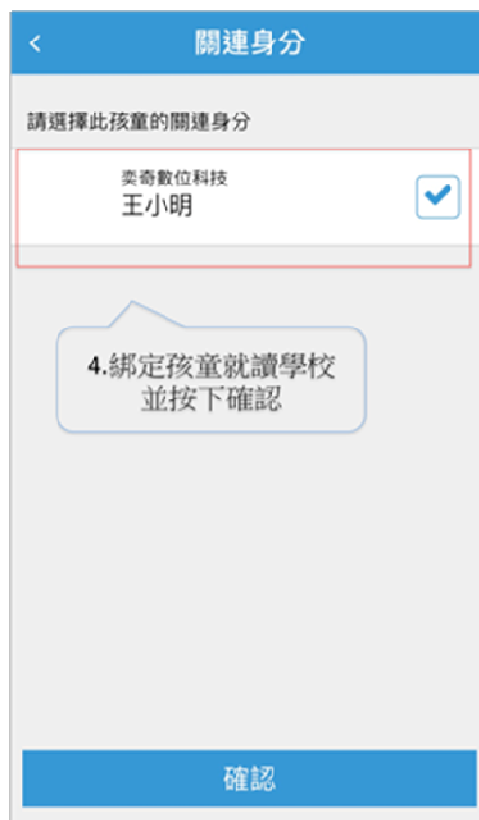 <
關連身分
請選擇此孩童的關連身分
奕奇數位科技
王小明
4.綁定孩童就讀學校
並按下確認
確認